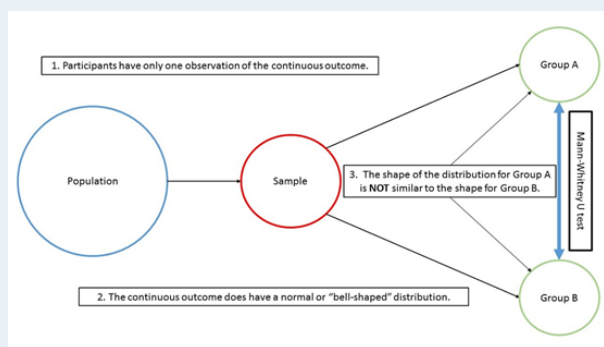 1. Participants have only one observation of the continuous outcome.
Group A
Population
Sample
3. The shape of the distribution for Group A
is NOT similar to the shape for Group B.
Mann-Whitney U test
2. The continuous outcome does have a normal or “bell-shaped” distribution.
Group B